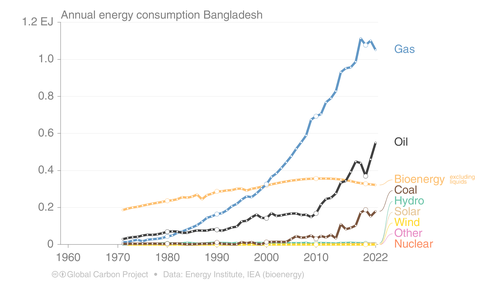 Annual energy consumption Bangladesh
1.2 EJ
1.0
0.8
0.6
0.4
0.2
0
1960
1970
1980
1990
2000
2010
2022
Gas
Oil
Bioenergy excluding liquids
Coal
Hydro
Solar
Wind
Other
Nuclear
Global Carbon Project • Data: Energy Institute, IEA (bioenergy)